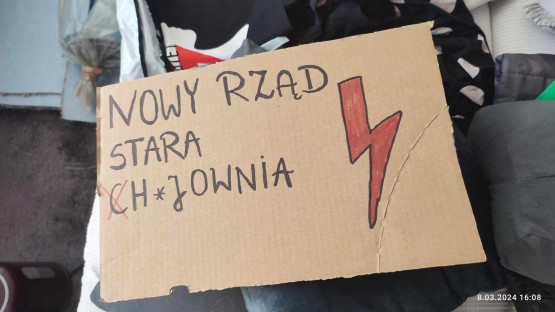 NOWY RZĄD
STARA
CH*JOWNIA
8.03.2024 16:08